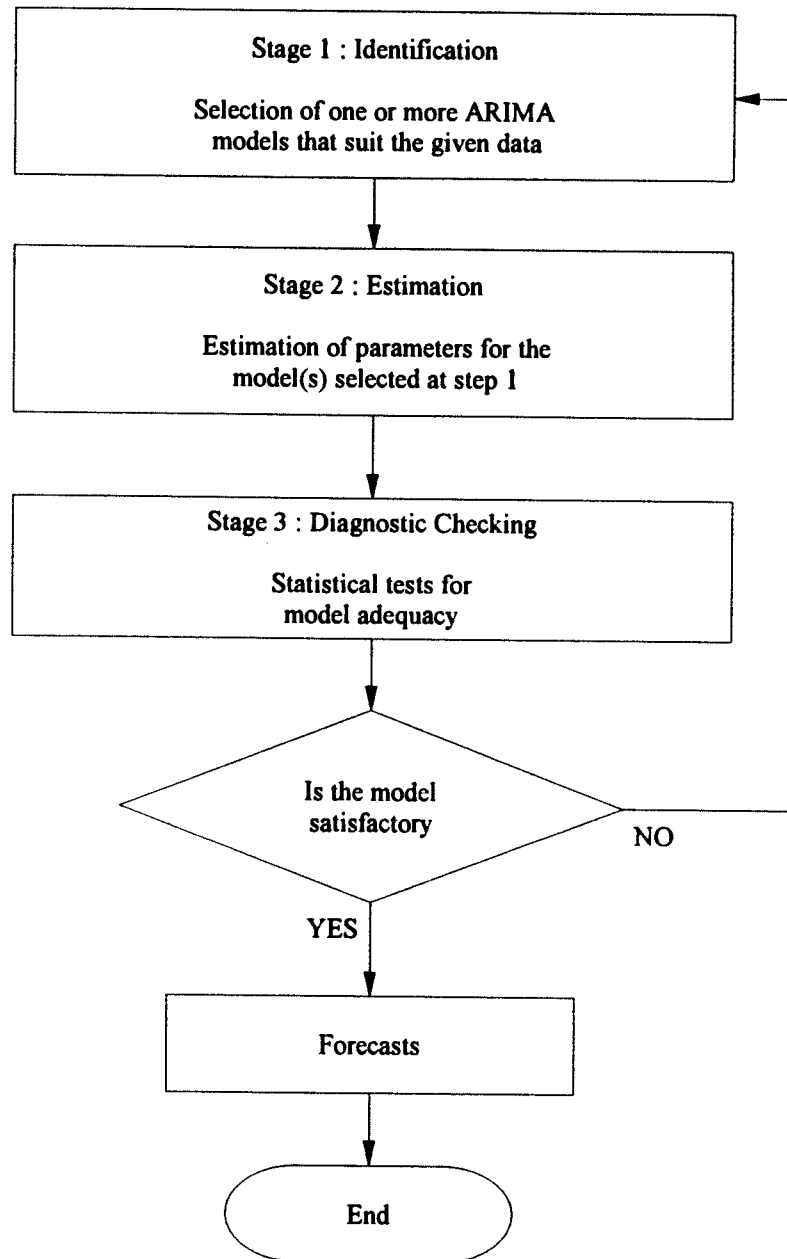 Stage 1 : Identification
Selection of one or more ARIMA
models that suit the given data
Stage 2 : Estimation
Estimation of parameters for the
model(s) selected at step 1
Stage 3 : Diagnostic Checking
Statistical tests for
model adequacy
Is the model
satisfactory
NO
YES
Forecasts
End